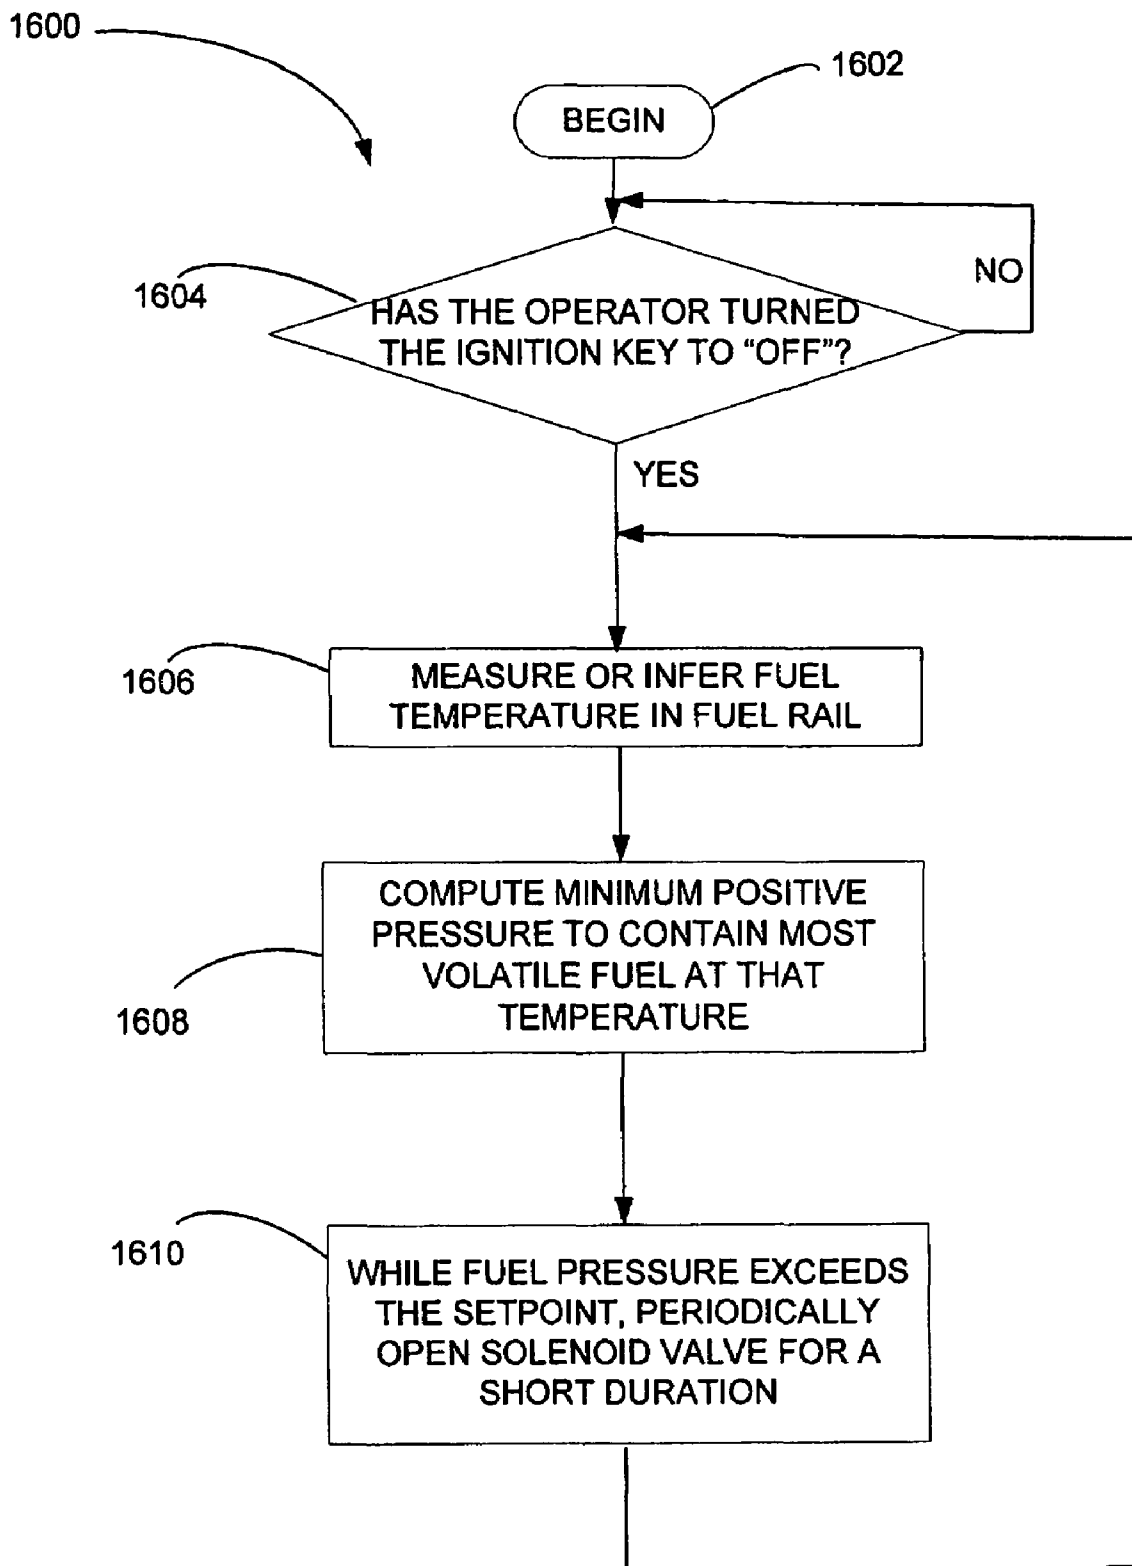 1600
1602
BEGIN
NO
1604
HAS THE OPERATOR TURNED
THE IGNITION KEY TO “OFF”?
YES
1606
MEASURE OR INFER FUEL
TEMPERATURE IN FUEL RAIL
1608
COMPUTE MINIMUM POSITIVE
PRESSURE TO CONTAIN MOST
VOLATILE FUEL AT THAT
TEMPERATURE
1610
WHILE FUEL PRESSURE EXCEEDS
THE SETPOINT, PERIODICALLY
OPEN SOLENOID VALVE FOR A
SHORT DURATION